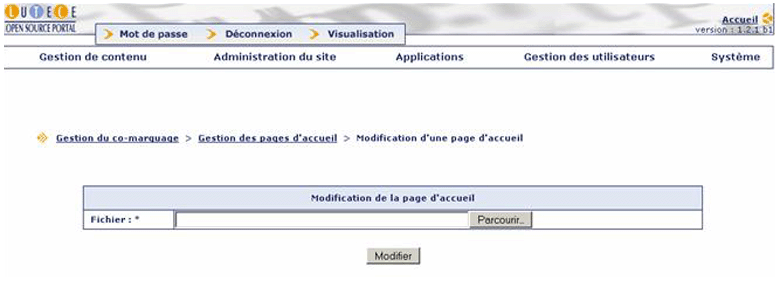 LUTECE
OPEN SOURCE PORTAL
Mot de passe Déconnexion Visualisation
Accueil
version : 1.2.1 b1
Gestion de contenu Administration du site Applications Gestion des utilisateurs Système
Gestion du co-marquage > Gestion des pages d'accueil > Modification d'une page d'accueil
Modification de la page d'accueil
Fichier : * Parcourir...
Modifier